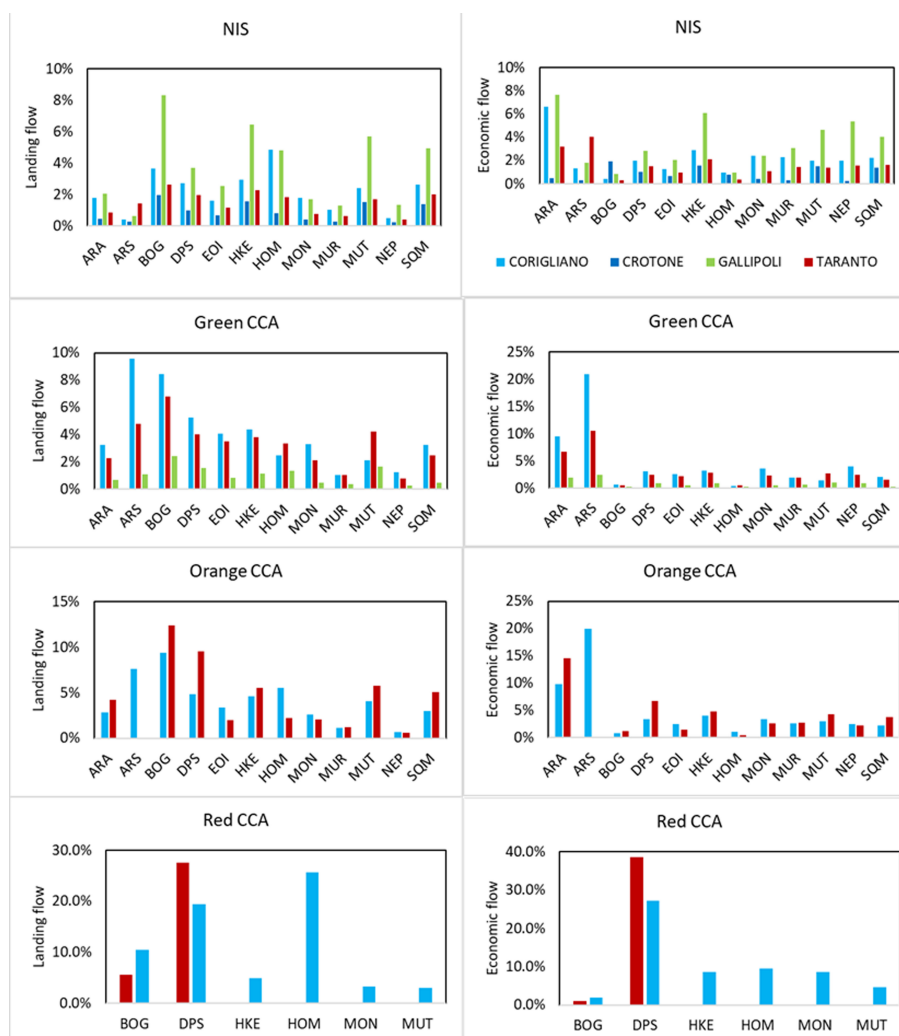 NIS
Landing flow
10%
8%
6%
4%
2%
0%
ARA ARS BOG DPS EOI HKE HOM MON MUR MUT NEP SQM
NIS
Economic flow
10%
8%
6%
4%
2%
0%
ARA ARS BOG DPS EOI HKE HOM MON MUR MUT NEP SQM
CORIGLIANO CROTONE GALLIPOLI TARANTO
Green CCA
Landing flow
10%
8%
6%
4%
2%
0%
ARA ARS BOG DPS EOI HKE HOM MON MUR MUT NEP SQM
Green CCA
Economic flow
25%
20%
15%
10%
5%
0%
ARA ARS BOG DPS EOI HKE HOM MON MUR MUT NEP SQM
Orange CCA
Landing flow
15%
10%
5%
0%
ARA ARS BOG DPS EOI HKE HOM MON MUR MUT NEP SQM
Orange CCA
Economic flow
25%
20%
15%
10%
5%
0%
ARA ARS BOG DPS EOI HKE HOM MON MUR MUT NEP SQM
Red CCA
Landing flow
30.0%
20.0%
10.0%
0.0%
BOG DPS HKE HOM MON MUT
Red CCA
Economic flow
40.0%
30.0%
20.0%
10.0%
0.0%
BOG DPS HKE HOM MON MUT